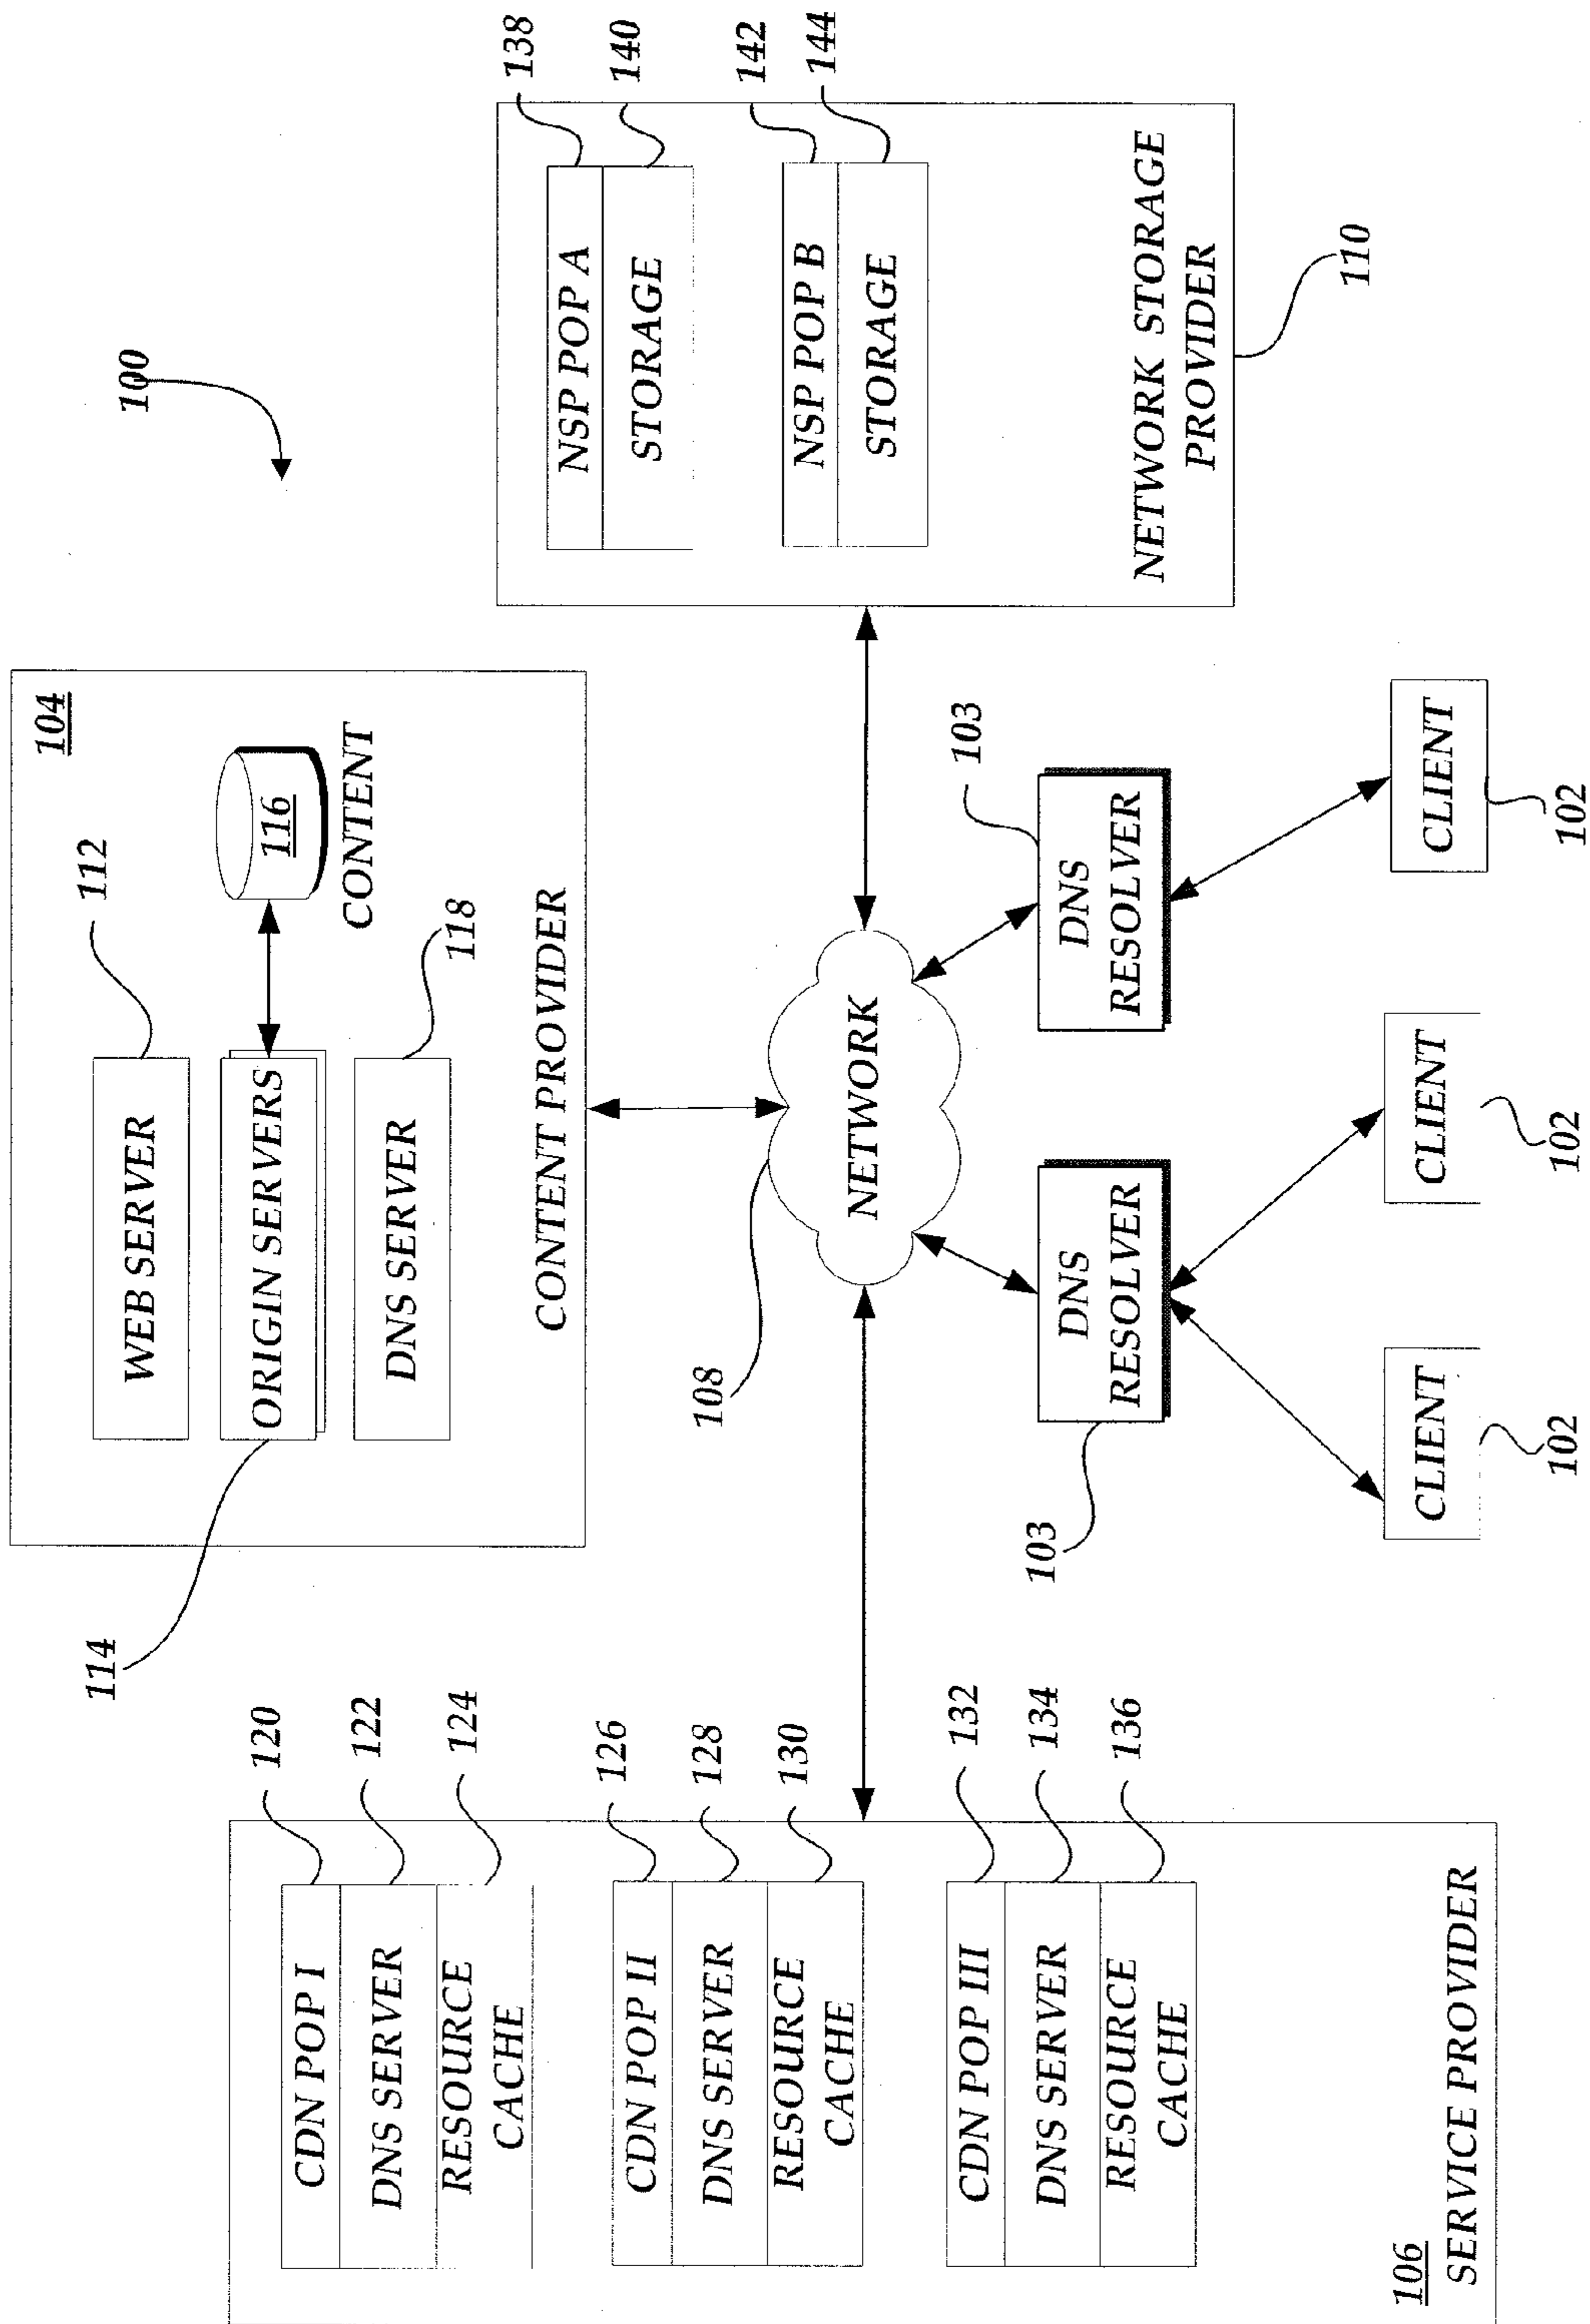 100
104
WEB SERVER
112
ORIGIN SERVERS
114
116
CONTENT
DNS SERVER
118
CONTENT PROVIDER
CDN POP I
120
DNS SERVER
122
RESOURCE
CACHE
124
CDN POP II
126
DNS SERVER
128
RESOURCE
CACHE
130
CDN POP III
132
DNS SERVER
134
RESOURCE
CACHE
136
106
SERVICE PROVIDER
108
NETWORK
NSP POP A
138
STORAGE
140
NSP POP B
142
STORAGE
144
NETWORK STORAGE
PROVIDER
110
DNS
RESOLVER
103
DNS
RESOLVER
103
CLIENT
102
CLIENT
102
CLIENT
102